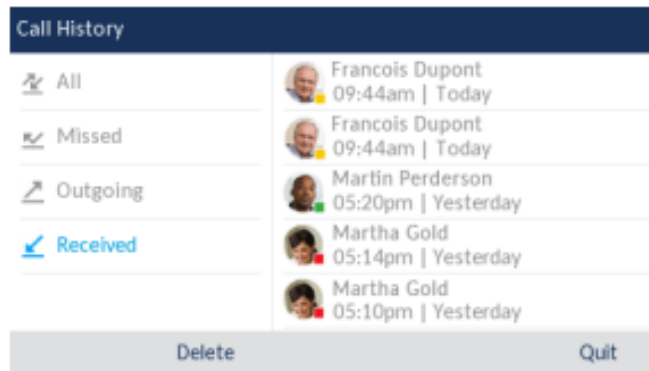 Call History
All
Missed
Outgoing
Received
Francois Dupont
09:44am | Today
Francois Dupont
09:44am | Today
Martin Perderson
05:20pm | Yesterday
Martha Gold
05:14pm | Yesterday
Martha Gold
05:10pm | Yesterday
Delete
Quit